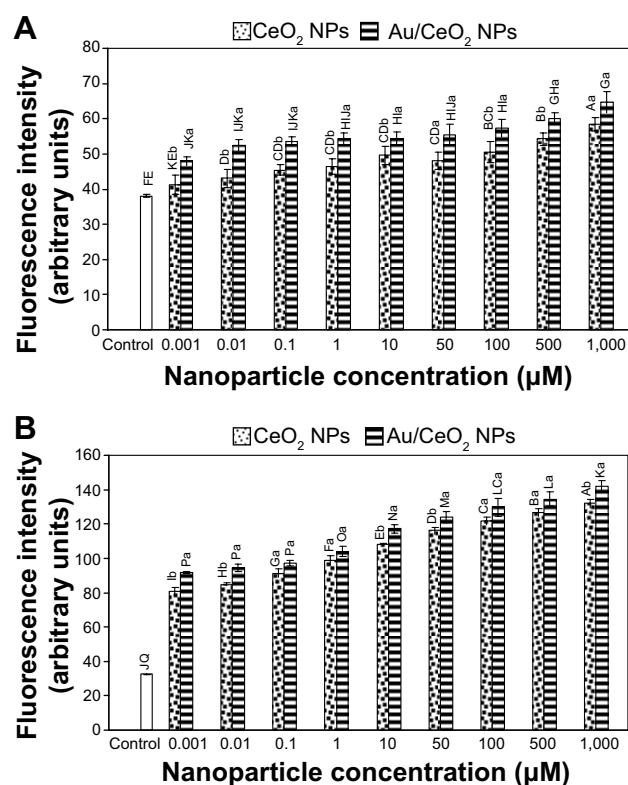 A
CeO2 NPs Au/CeO2 NPs
Fluorescence intensity
(arbitrary units)
80
70
60
50
40
30
20
10
0
FE
KEb
JKa
Db
IJKa
CDb
IJKa
CDb
HIJa
CDb
HIa
CDa
HIJa
BCb
HIa
Bb
GHa
Aa
Ga
Control 0.001 0.01 0.1 1 10 50 100 500 1,000
Nanoparticle concentration (µM)
B
CeO2 NPs Au/CeO2 NPs
Fluorescence intensity
(arbitrary units)
160
140
120
100
80
60
40
20
0
JQ
Ib
Pa
Hb
Pa
Ga
Pa
Fa
Oa
Eb
Na
Db
Ma
Ca
LCa
Ba
La
Ab
Ka
Control 0.001 0.01 0.1 1 10 50 100 500 1,000
Nanoparticle concentration (µM)